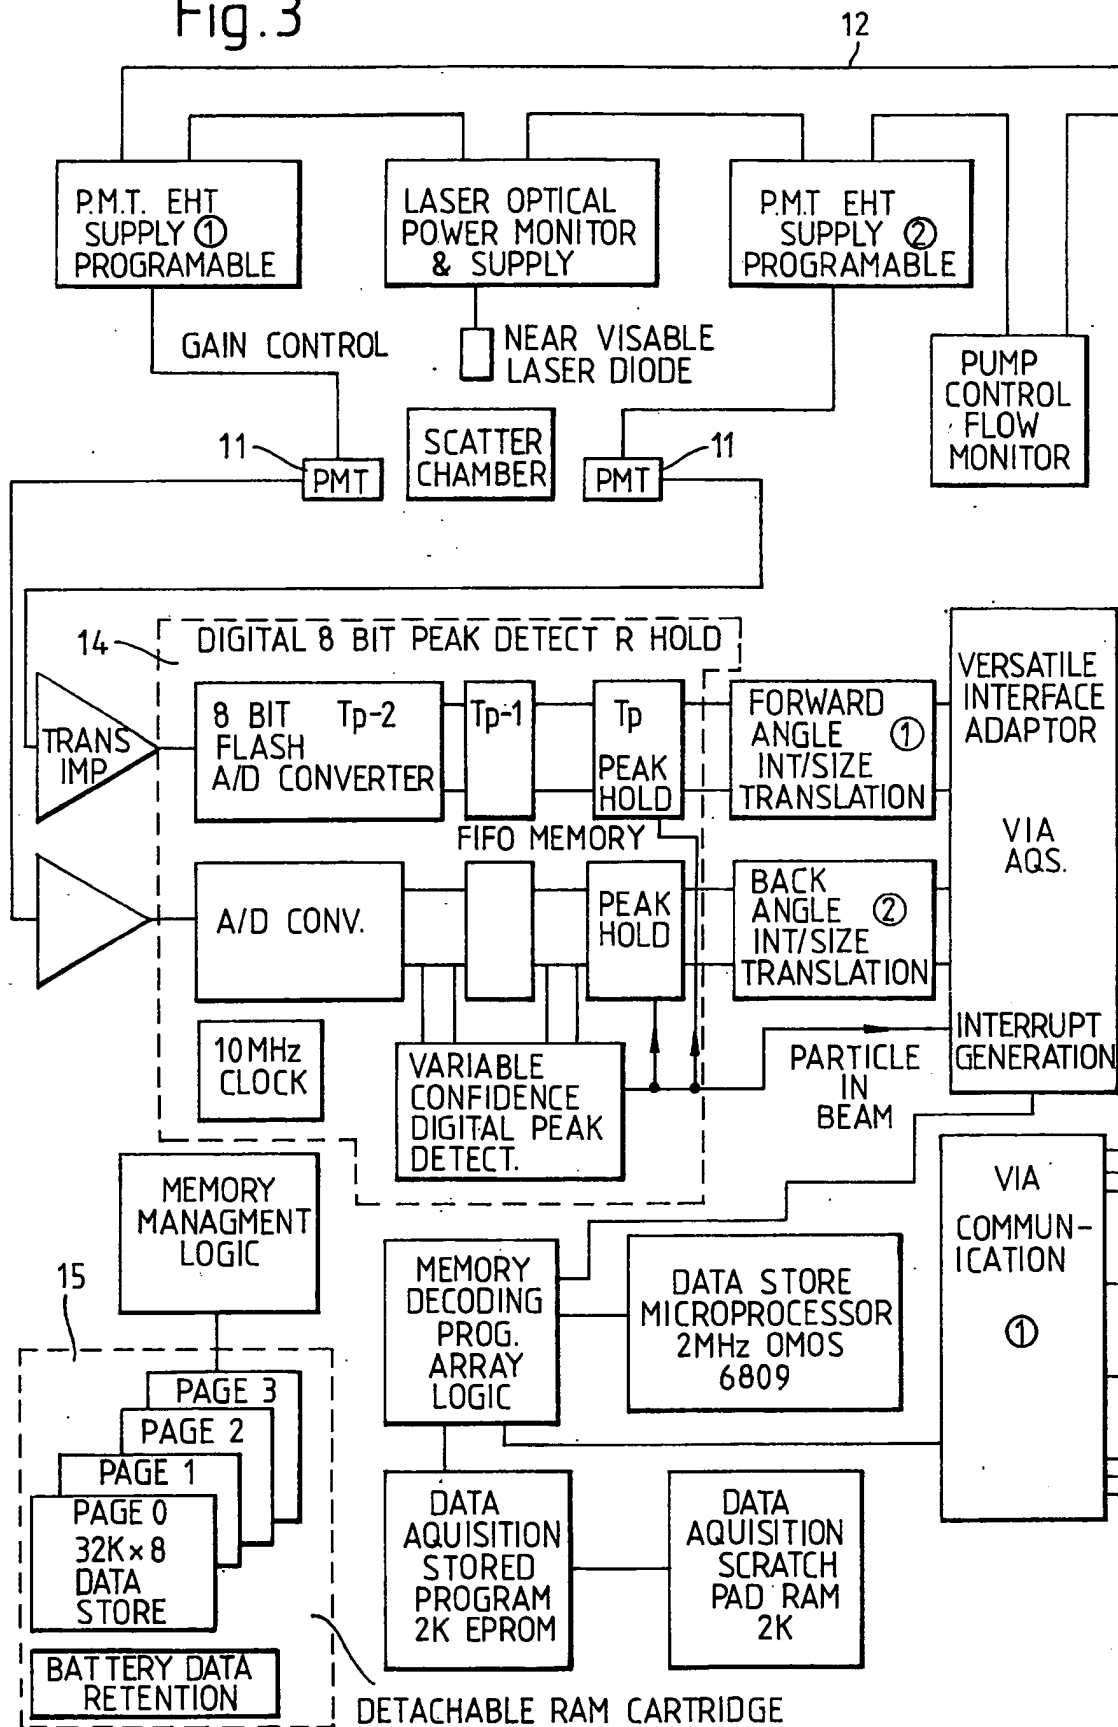 Fig.3
12
P.M.T. EHT
SUPPLY ①
PROGRAMABLE
LASER OPTICAL
POWER MONITOR
& SUPPLY
P.M.T EHT
SUPPLY ②
PROGRAMABLE
GAIN CONTROL
NEAR VISABLE
LASER DIODE
PUMP
CONTROL
FLOW
MONITOR
SCATTER
CHAMBER
11
PMT
PMT
11
14
DIGITAL 8 BIT PEAK DETECT R HOLD
TRANS
IMP
8 BIT Tp-2
FLASH
A/D CONVERTER
Tp-1
Tp
PEAK
HOLD
FORWARD
ANGLE ①
INT/SIZE
TRANSLATION
VERSATILE
INTERFACE
ADAPTOR
VIA
AQS.
INTERRUPT
GENERATION
FIFO MEMORY
A/D CONV.
PEAK
HOLD
BACK
ANGLE ②
INT/SIZE
TRANSLATION
10MHz
CLOCK
VARIABLE
CONFIDENCE
DIGITAL PEAK
DETECT.
PARTICLE
IN
BEAM
MEMORY
MANAGMENT
LOGIC
VIA
COMMUN-
ICATION
①
MEMORY
DECODING
PROG.
ARRAY
LOGIC
DATA STORE
MICROPROCESSOR
2MHz OMOS
6809
15
PAGE 3
PAGE 2
PAGE 1
PAGE 0
32K x 8
DATA
STORE
BATTERY DATA
RETENTION
DATA
AQUISITION
STORED
PROGRAM
2K EPROM
DATA
AQUISITION
SCRATCH
PAD RAM
2K
DETACHABLE RAM CARTRIDGE